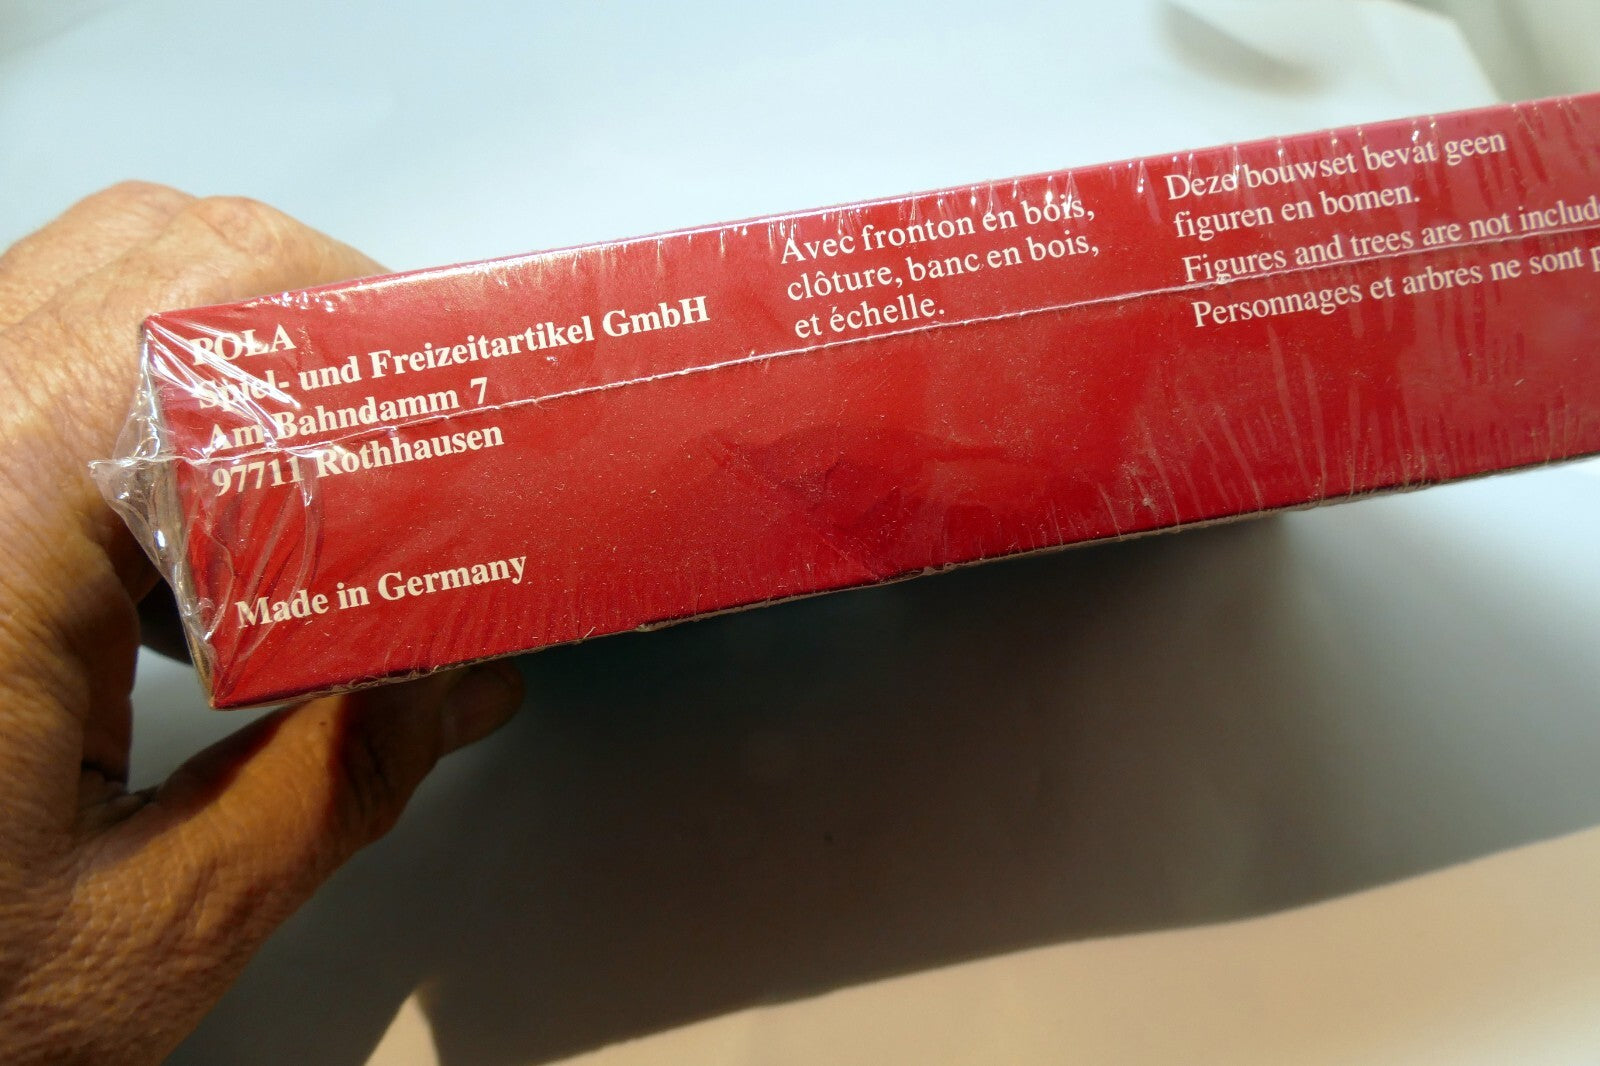 POLA
Spiel- und Freizeitartikel GmbH
Am Bahndamm 7
97711 Rothhausen
Made in Germany
Avec fronton en bois,
clôture, banc en bois,
et échelle.
Deze bouwset bevat geen
figuren en bomen.
Figures and trees are not
Personnages et arbres ne sont